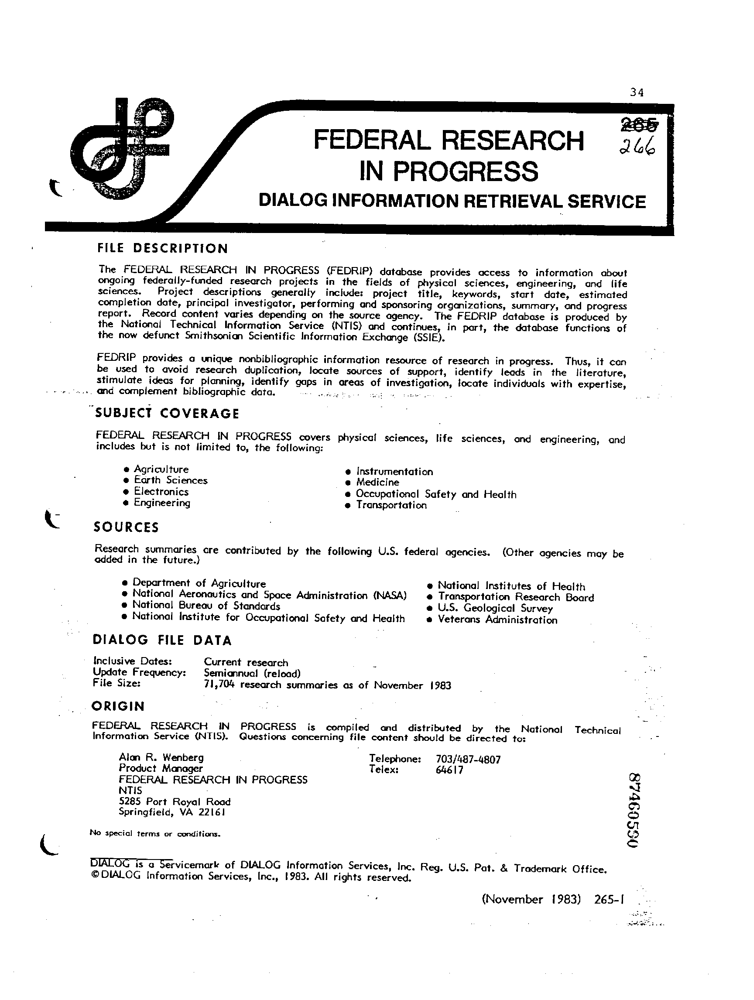 34
265
266
FEDERAL RESEARCH
IN PROGRESS
DIALOG INFORMATION RETRIEVAL SERVICE
FILE DESCRIPTION
The FEDERAL RESEARCH IN PROGRESS (FEDRIP) database provides access to information about
ongoing federally-funded research projects in the fields of physical sciences, engineering, and life
sciences. Project descriptions generally include: project title, keywords, start date, estimated
completion date, principal investigator, performing and sponsoring organizations, summary, and progress
report. Record content varies depending on the source agency. The FEDRIP database is produced by
the National Technical Information Service (NTIS) and continues, in part, the database functions of
the now defunct Smithsonian Scientific Information Exchange (SSIE).
FEDRIP provides a unique nonbibliographic information resource of research in progress. Thus, it can
be used to avoid research duplication, locate sources of support, identify leads in the literature,
stimulate ideas for planning, identify gaps in areas of investigation, locate individuals with expertise,
and complement bibliographic data.
SUBJECT COVERAGE
FEDERAL RESEARCH IN PROGRESS covers physical sciences, life sciences, and engineering, and
includes but is not limited to, the following:
● Agriculture
● Earth Sciences
● Electronics
● Engineering
● Instrumentation
● Medicine
● Occupational Safety and Health
● Transportation
SOURCES
Research summaries are contributed by the following U.S. federal agencies. (Other agencies may be
added in the future.)
● Department of Agriculture
● National Aeronautics and Space Administration (NASA)
● National Bureau of Standards
● National Institute for Occupational Safety and Health
● National Institutes of Health
● Transportation Research Board
● U.S. Geological Survey
● Veterans Administration
DIALOG FILE DATA
Inclusive Dates: Current research
Update Frequency: Semiannual (reload)
File Size: 71,704 research summaries as of November 1983
ORIGIN
FEDERAL RESEARCH IN PROGRESS is compiled and distributed by the National Technical
Information Service (NTIS). Questions concerning file content should be directed to:
Alan R. Wenberg
Product Manager
FEDERAL RESEARCH IN PROGRESS
NTIS
5285 Port Royal Road
Springfield, VA 22161
Telephone: 703/487-4807
Telex: 64617
87460590
No special terms or conditions.
DIALOG is a Servicemark of DIALOG Information Services, Inc. Reg. U.S. Pat. & Trademark Office.
© DIALOG Information Services, Inc., 1983. All rights reserved.
(November 1983) 265-1